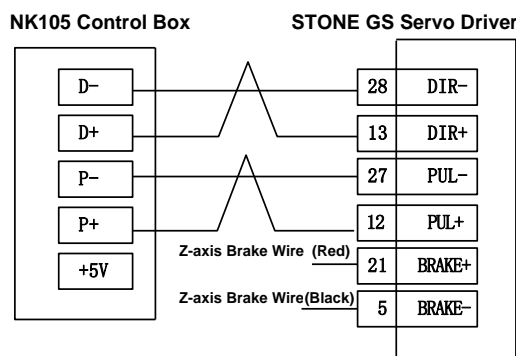 NK105 Control Box STONE GS Servo Driver
D- 28 DIR-
D+ 13 DIR+
P- 27 PUL-
P+ 12 PUL+
Z-axis Brake Wire (Red) 21 BRAKE+
+5V
Z-axis Brake Wire(Black) 5 BRAKE-